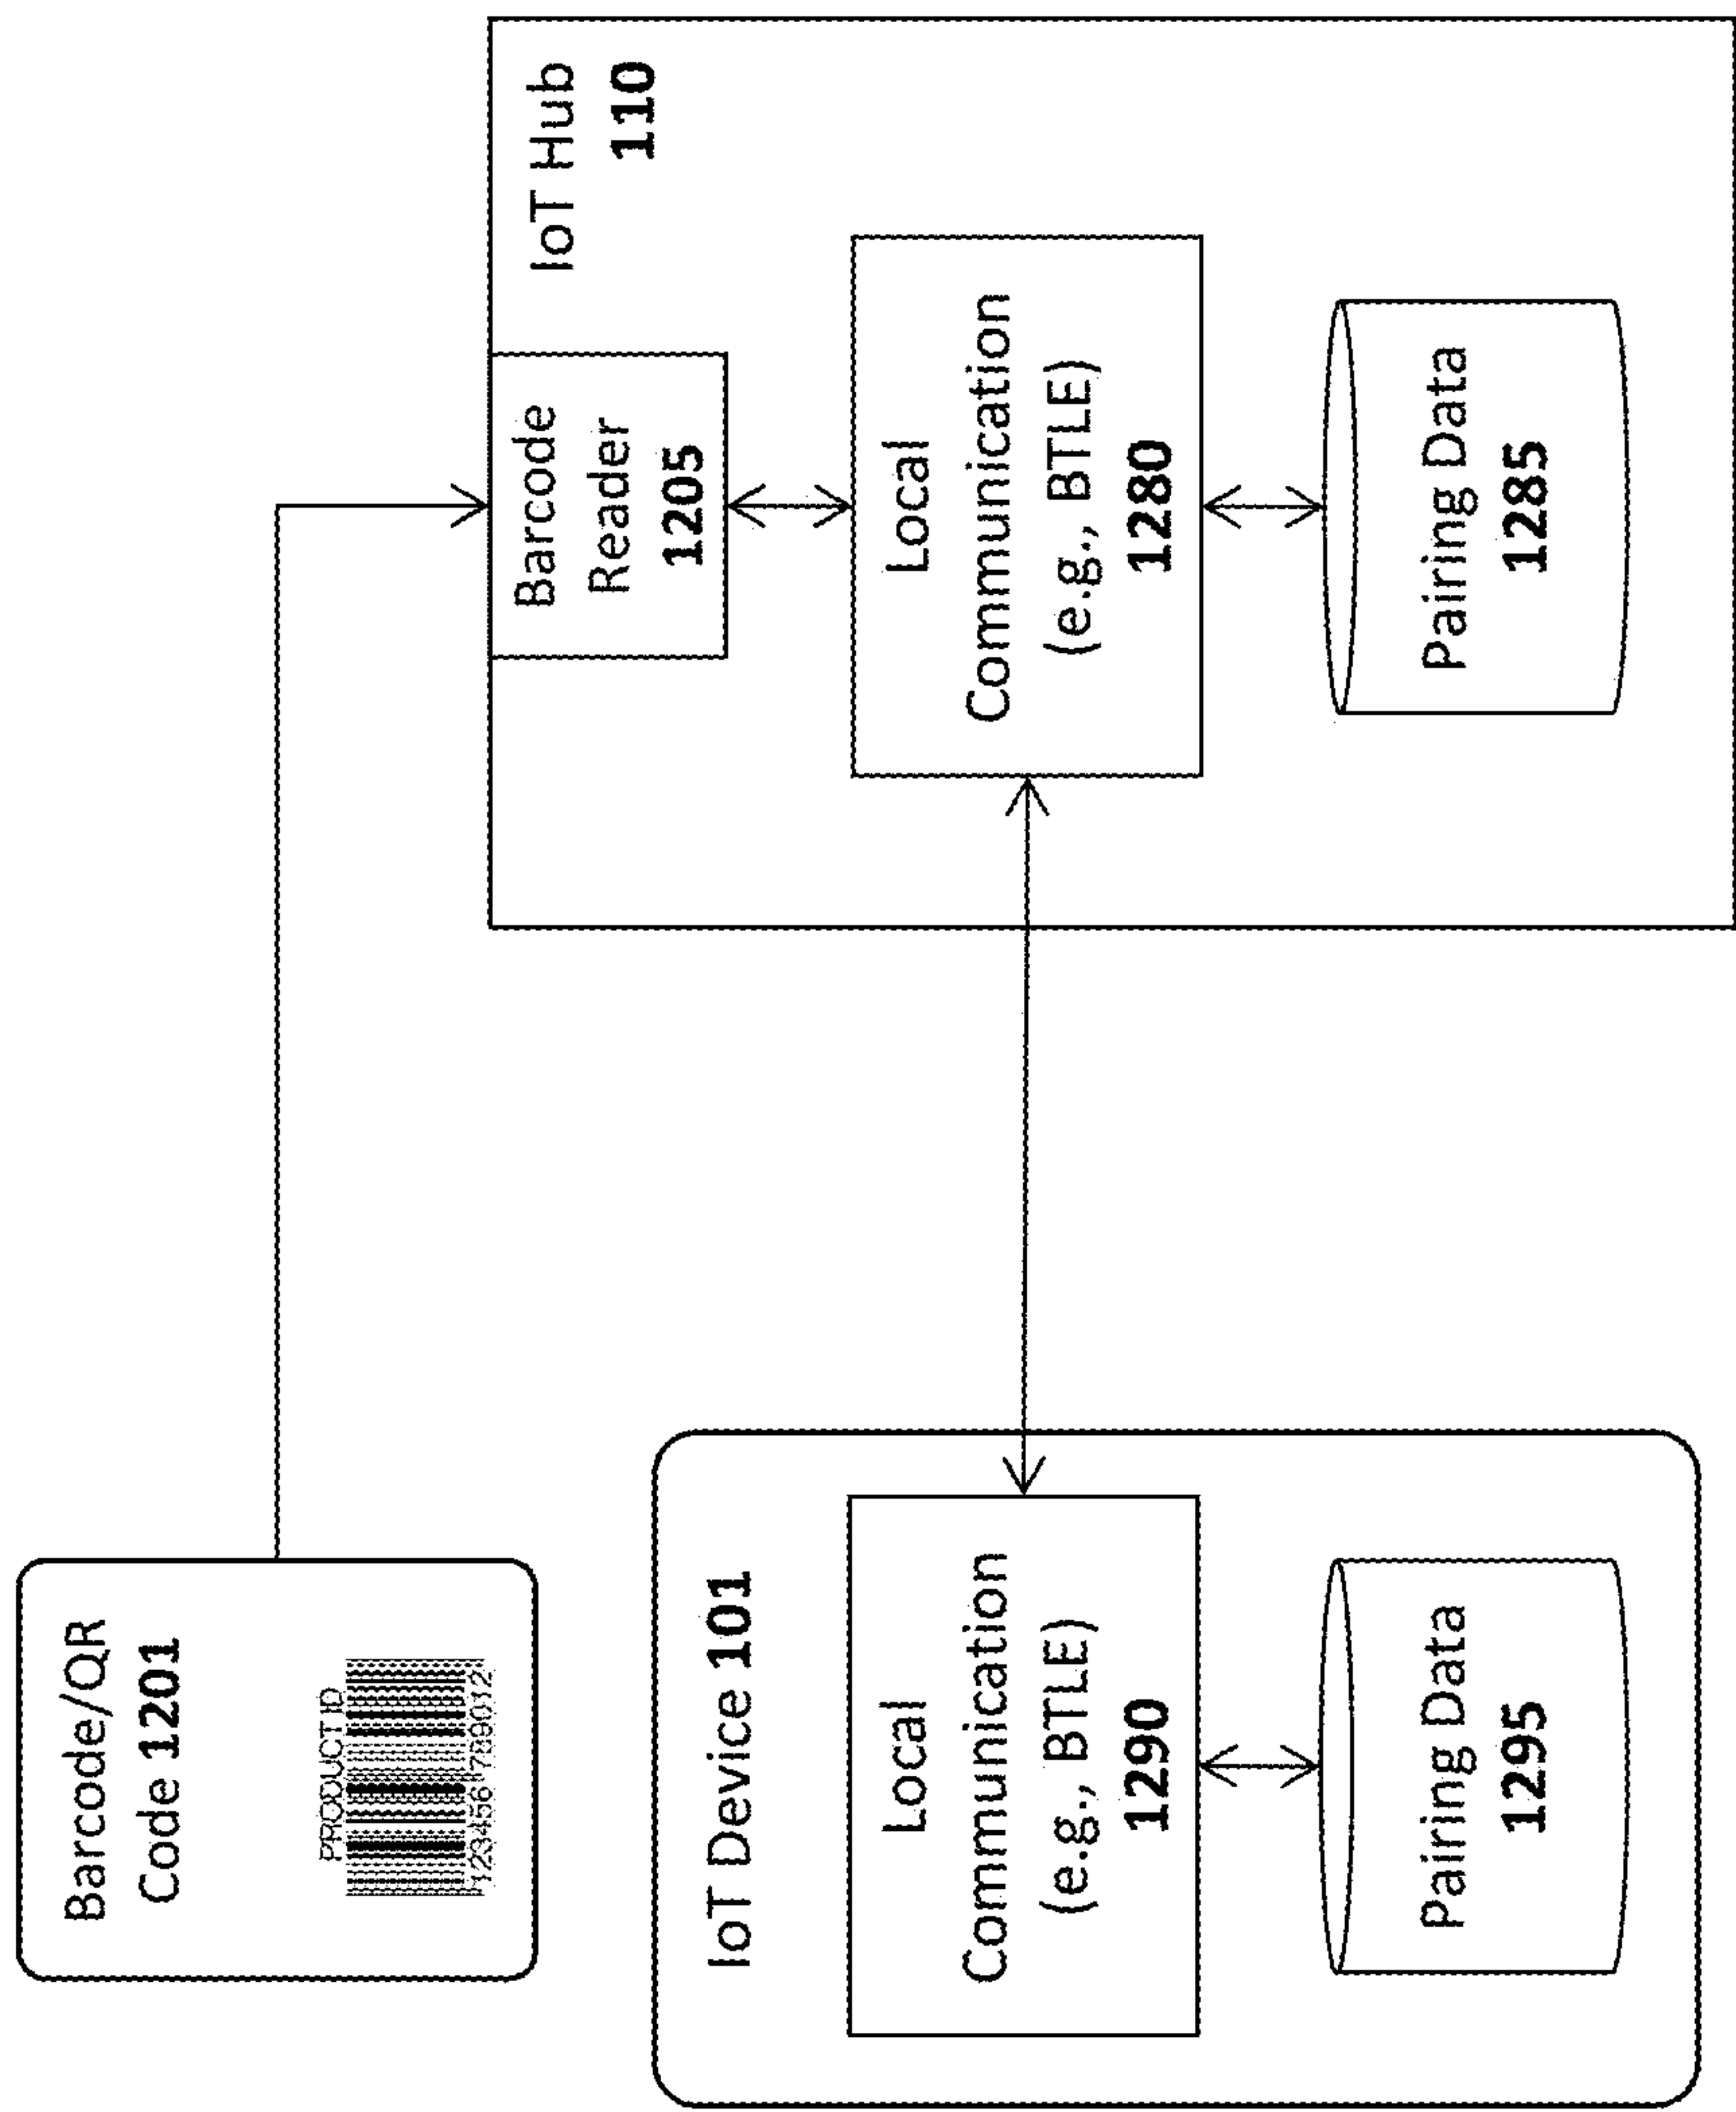 Barcode/QR
Code 1201
PRODUCT ID
123456 789012
IoT Device 101
Local
Communication
(e.g., BTLE)
1290
Pairing Data
1295
IoT Hub
110
Barcode
Reader
1205
Local
Communication
(e.g., BTLE)
1280
Pairing Data
1285